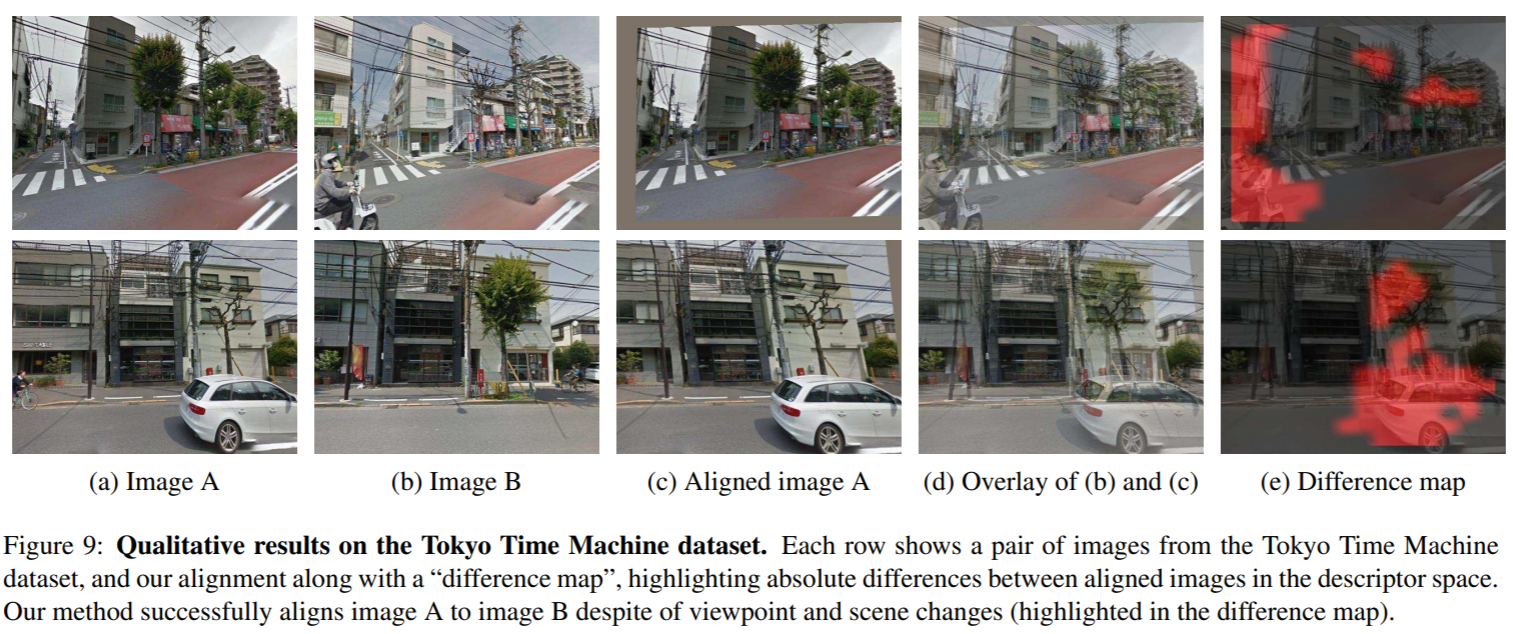 (a) Image A
(b) Image B
(c) Aligned image A
(d) Overlay of (b) and (c)
(e) Difference map
Figure 9: Qualitative results on the Tokyo Time Machine dataset. Each row shows a pair of images from the Tokyo Time Machine
dataset, and our alignment along with a “difference map”, highlighting absolute differences between aligned images in the descriptor space.
Our method successfully aligns image A to image B despite of viewpoint and scene changes (highlighted in the difference map).